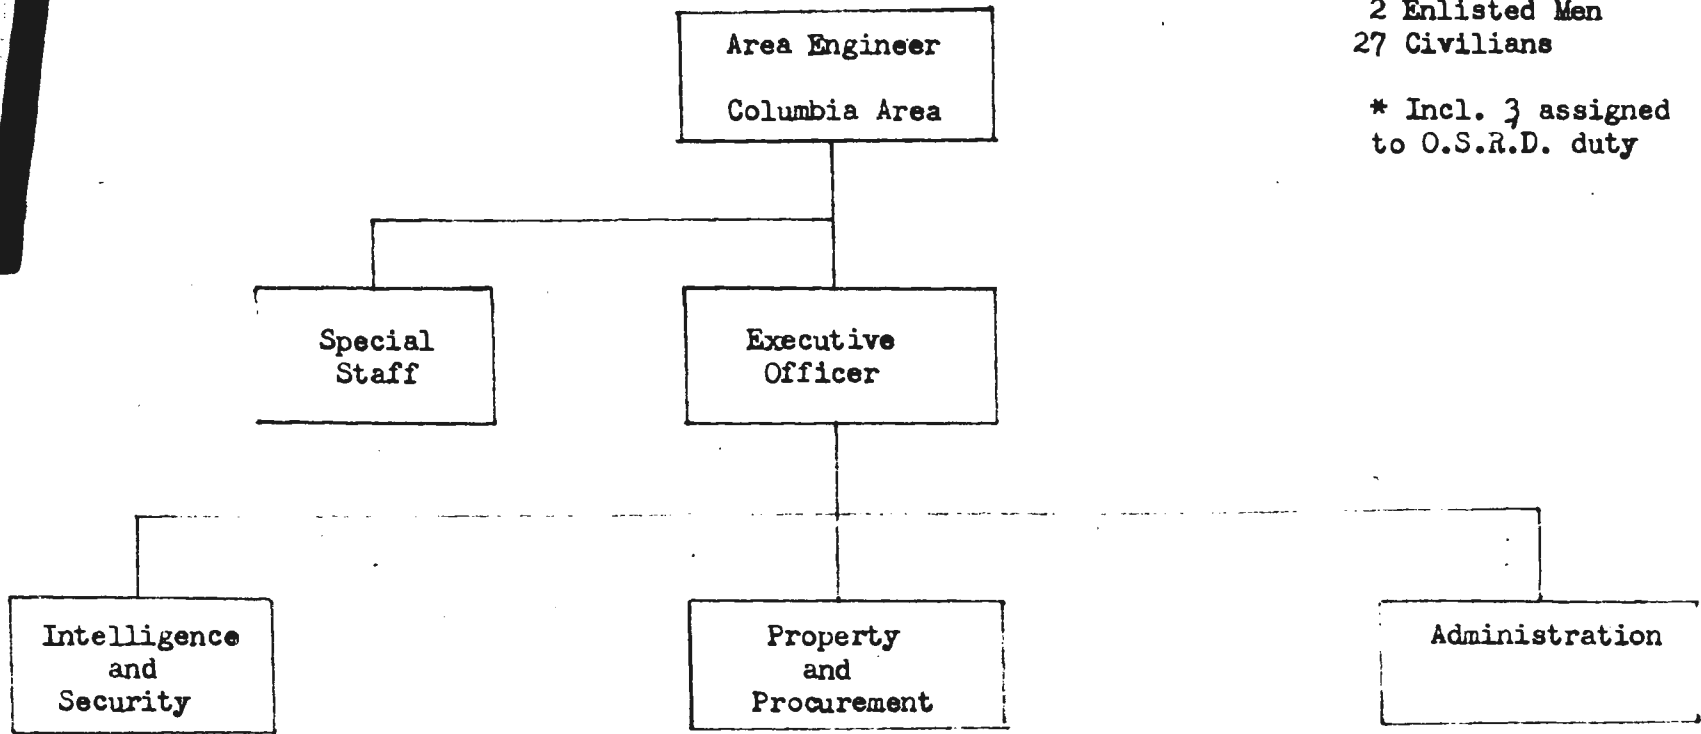 2 Enlisted Men
27 Civilians
* Incl. 3 assigned
to O.S.R.D. duty
Area Engineer
Columbia Area
Special
Staff
Executive
Officer
Intelligence
and
Security
Property
and
Procurement
Administration